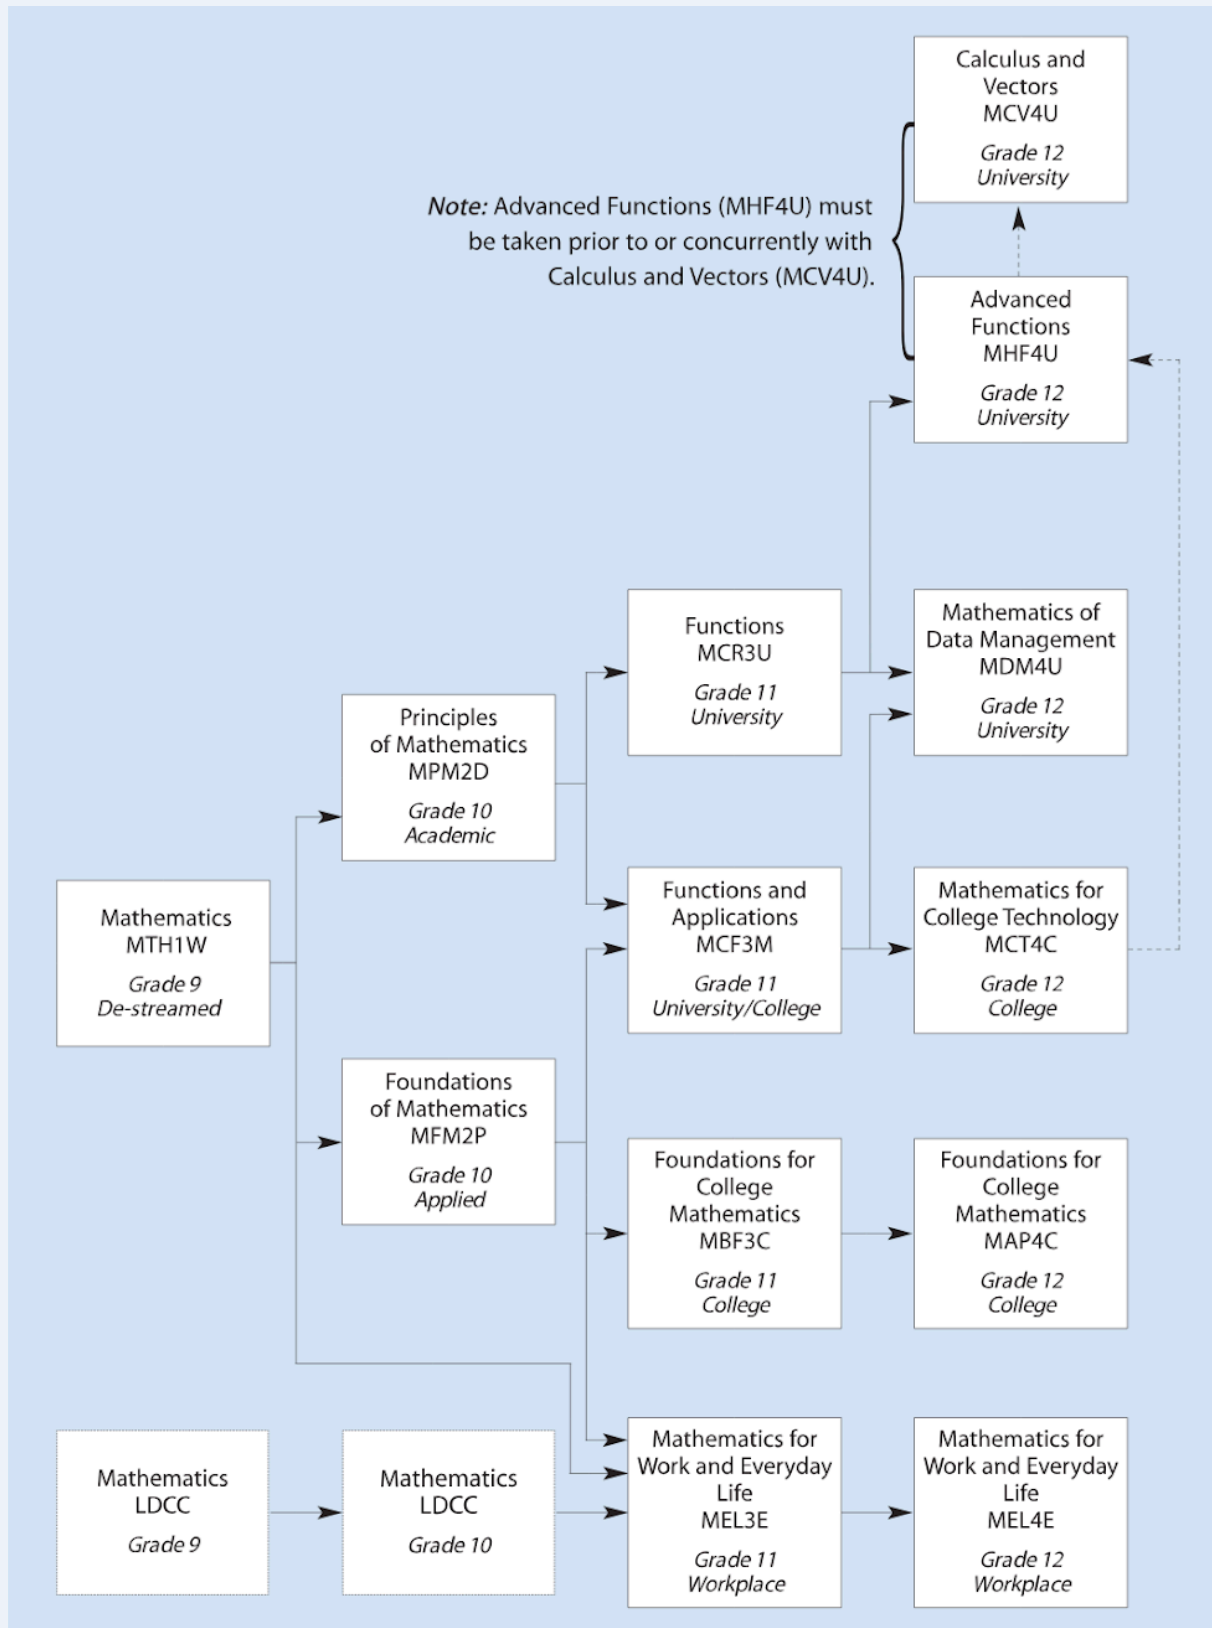 Calculus and
Vectors
MCV4U
Grade 12
University
Note: Advanced Functions (MHF4U) must
be taken prior to or concurrently with
Calculus and Vectors (MCV4U).
Advanced
Functions
MHF4U
Grade 12
University
Functions
MCR3U
Grade 11
University
Mathematics of
Data Management
MDM4U
Grade 12
University
Principles
of Mathematics
MPM2D
Grade 10
Academic
Mathematics
MTH1W
Grade 9
De-streamed
Functions and
Applications
MCF3M
Grade 11
University/College
Mathematics for
College Technology
MCT4C
Grade 12
College
Foundations
of Mathematics
MFM2P
Grade 10
Applied
Foundations for
College
Mathematics
MBF3C
Grade 11
College
Foundations for
College
Mathematics
MAP4C
Grade 12
College
Mathematics
LDCC
Grade 9
Mathematics
LDCC
Grade 10
Mathematics for
Work and Everyday
Life
MEL3E
Grade 11
Workplace
Mathematics for
Work and Everyday
Life
MEL4E
Grade 12
Workplace